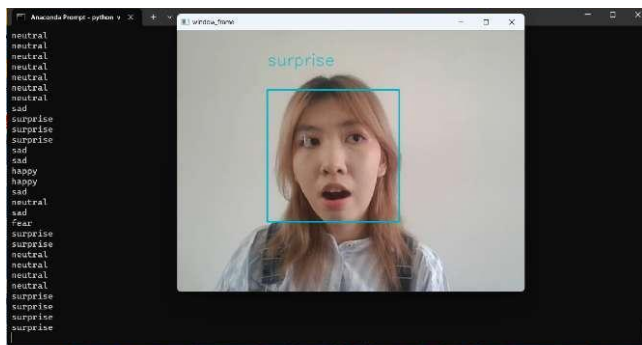 Anaconda Prompt - python v
window_frame
neutral
neutral
neutral
neutral
neutral
neutral
neutral
sad
surprise
surprise
surprise
sad
sad
happy
happy
sad
neutral
sad
fear
surprise
surprise
neutral
neutral
neutral
neutral
surprise
surprise
surprise
surprise
surprise